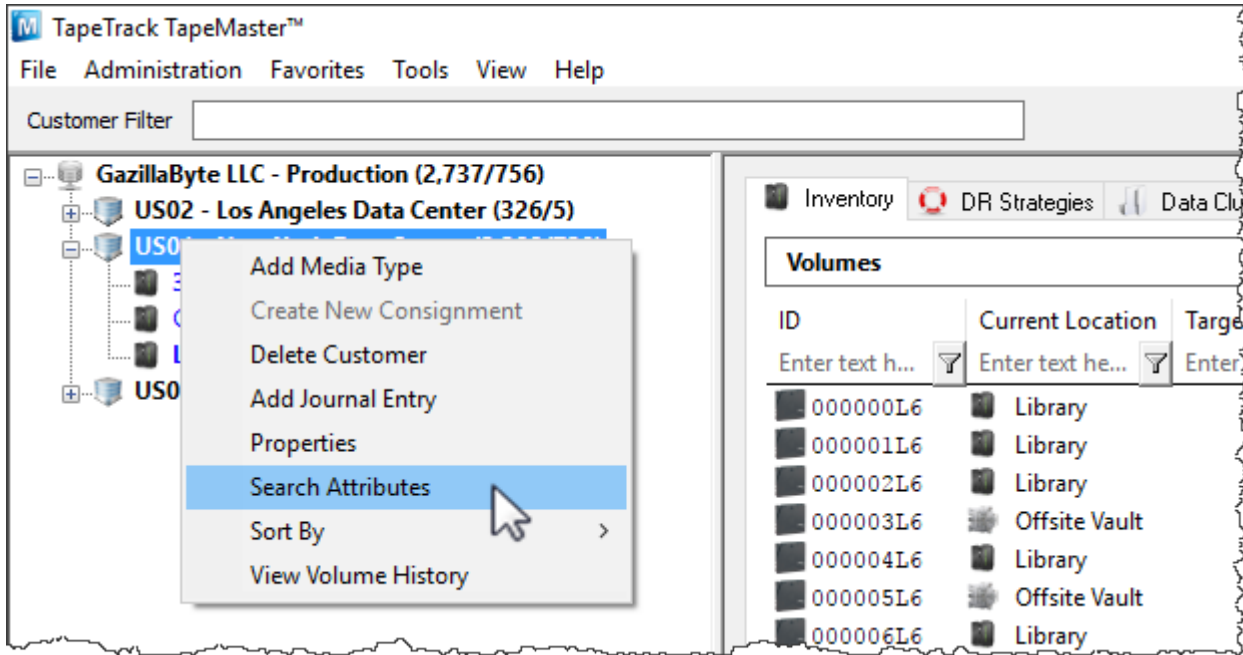 TapeTrack TapeMaster™
File Administration Favorites Tools View Help
Customer Filter
GazillaByte LLC - Production (2,737/756)
US02 - Los Angeles Data Center (326/5)
Add Media Type
Create New Consignment
Delete Customer
Add Journal Entry
Properties
Search Attributes
Sort By
View Volume History
Inventory DR Strategies Data
Volumes
ID Current Location
Enter text h... Enter text he... Enter
000000L6 Library
000001L6 Library
000002L6 Library
000003L6 Offsite Vault
000004L6 Library
000005L6 Offsite Vault
000006L6 Library